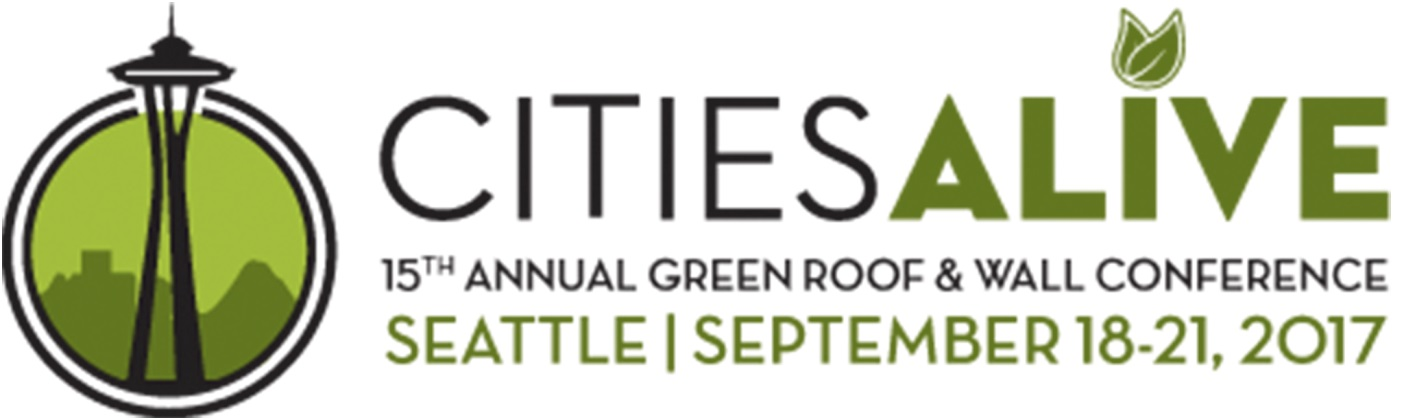 CITIESALIVE
15TH ANNUAL GREEN ROOF & WALL CONFERENCE
SEATTLE | SEPTEMBER 18-21, 2017